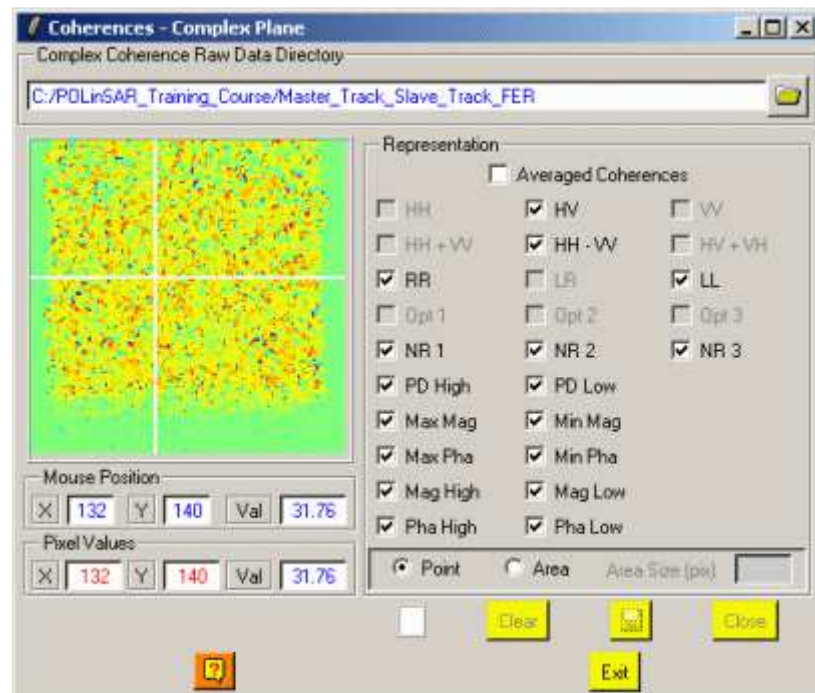 Coherences - Complex Plane
Complex Coherence Raw Data Directory
C:/POLinSAR_Training_Course/Master_Track_Slave_Track_FER
Representation
Averaged Coherences
HH HV VV
HH + VV HH - VV HV + VH
RR LR LL
Opt 1 Opt 2 Opt 3
NR 1 NR 2 NR 3
PD High PD Low
Max Mag Min Mag
Max Pha Min Pha
Mag High Mag Low
Pha High Pha Low
Point Area Area Size (pix)
Mouse Position
X 132 Y 140 Val 31.76
Pixel Values
X 132 Y 140 Val 31.76
Clear Close
? Exit